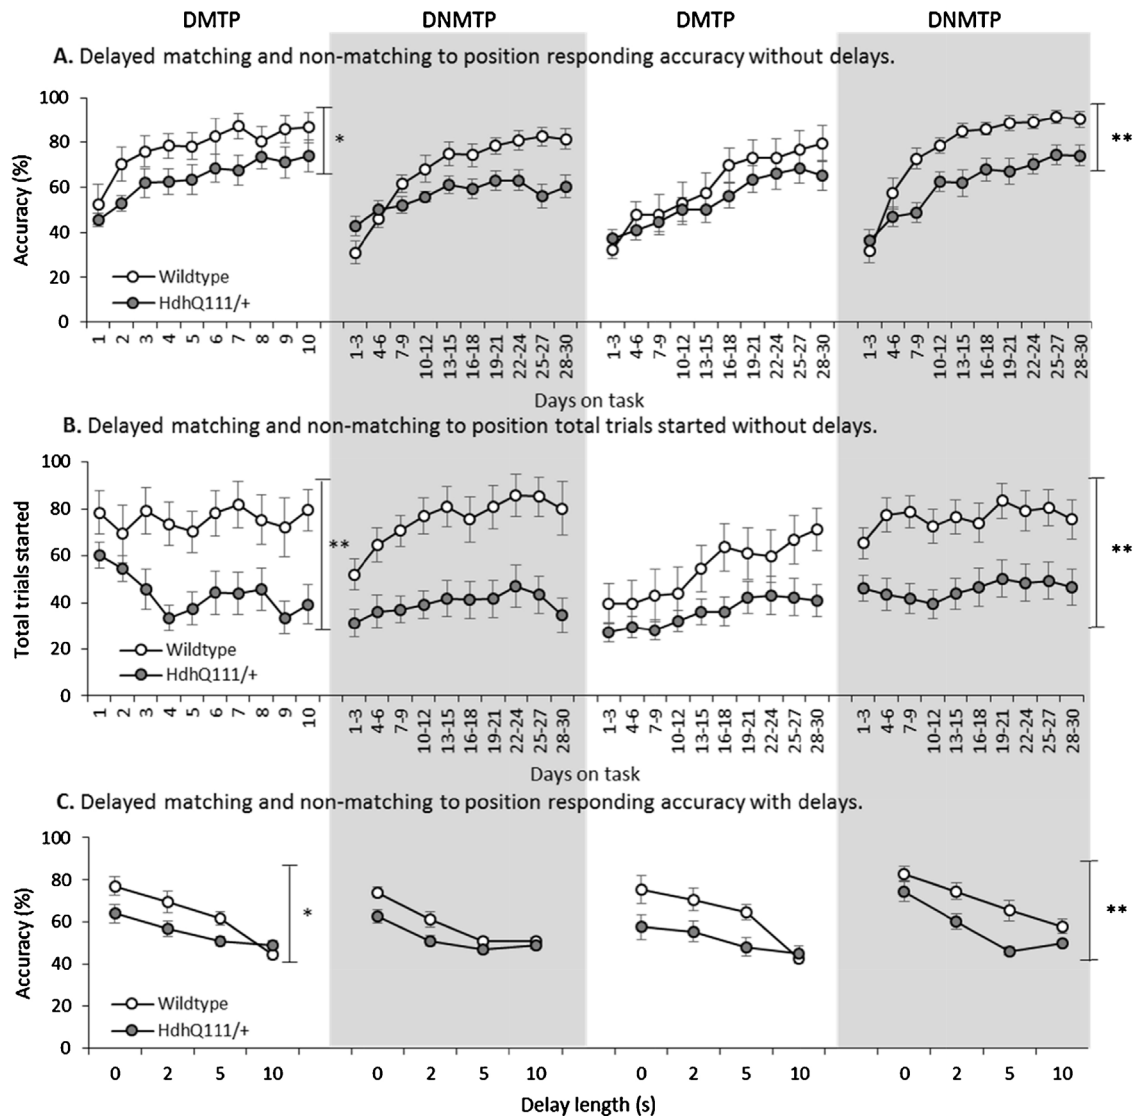 DMTP DNMTP DMTP DNMTP
A. Delayed matching and non-matching to position responding accuracy without delays.
Accuracy (%)
100
80
60
40
20
0
*
**
Wildtype
HdhQ111/+
1 2 3 4 5 6 7 8 9 10 1-3 4-6 7-9 10-12 13-15 16-18 19-21 22-24 25-27 28-30 1-3 4-6 7-9 10-12 13-15 16-18 19-21 22-24 25-27 28-30 1-3 4-6 7-9 10-12 13-15 16-18 19-21 22-24 25-27 28-30
Days on task
B. Delayed matching and non-matching to position total trials started without delays.
Total trials started
100
80
60
40
20
0
**
**
Wildtype
HdhQ111/+
1 2 3 4 5 6 7 8 9 10 1-3 4-6 7-9 10-12 13-15 16-18 19-21 22-24 25-27 28-30 1-3 4-6 7-9 10-12 13-15 16-18 19-21 22-24 25-27 28-30 1-3 4-6 7-9 10-12 13-15 16-18 19-21 22-24 25-27 28-30
Days on task
C. Delayed matching and non-matching to position responding accuracy with delays.
Accuracy (%)
100
80
60
40
20
0
*
**
Wildtype
HdhQ111/+
0 2 5 10 0 2 5 10 0 2 5 10 0 2 5 10
Delay length (s)